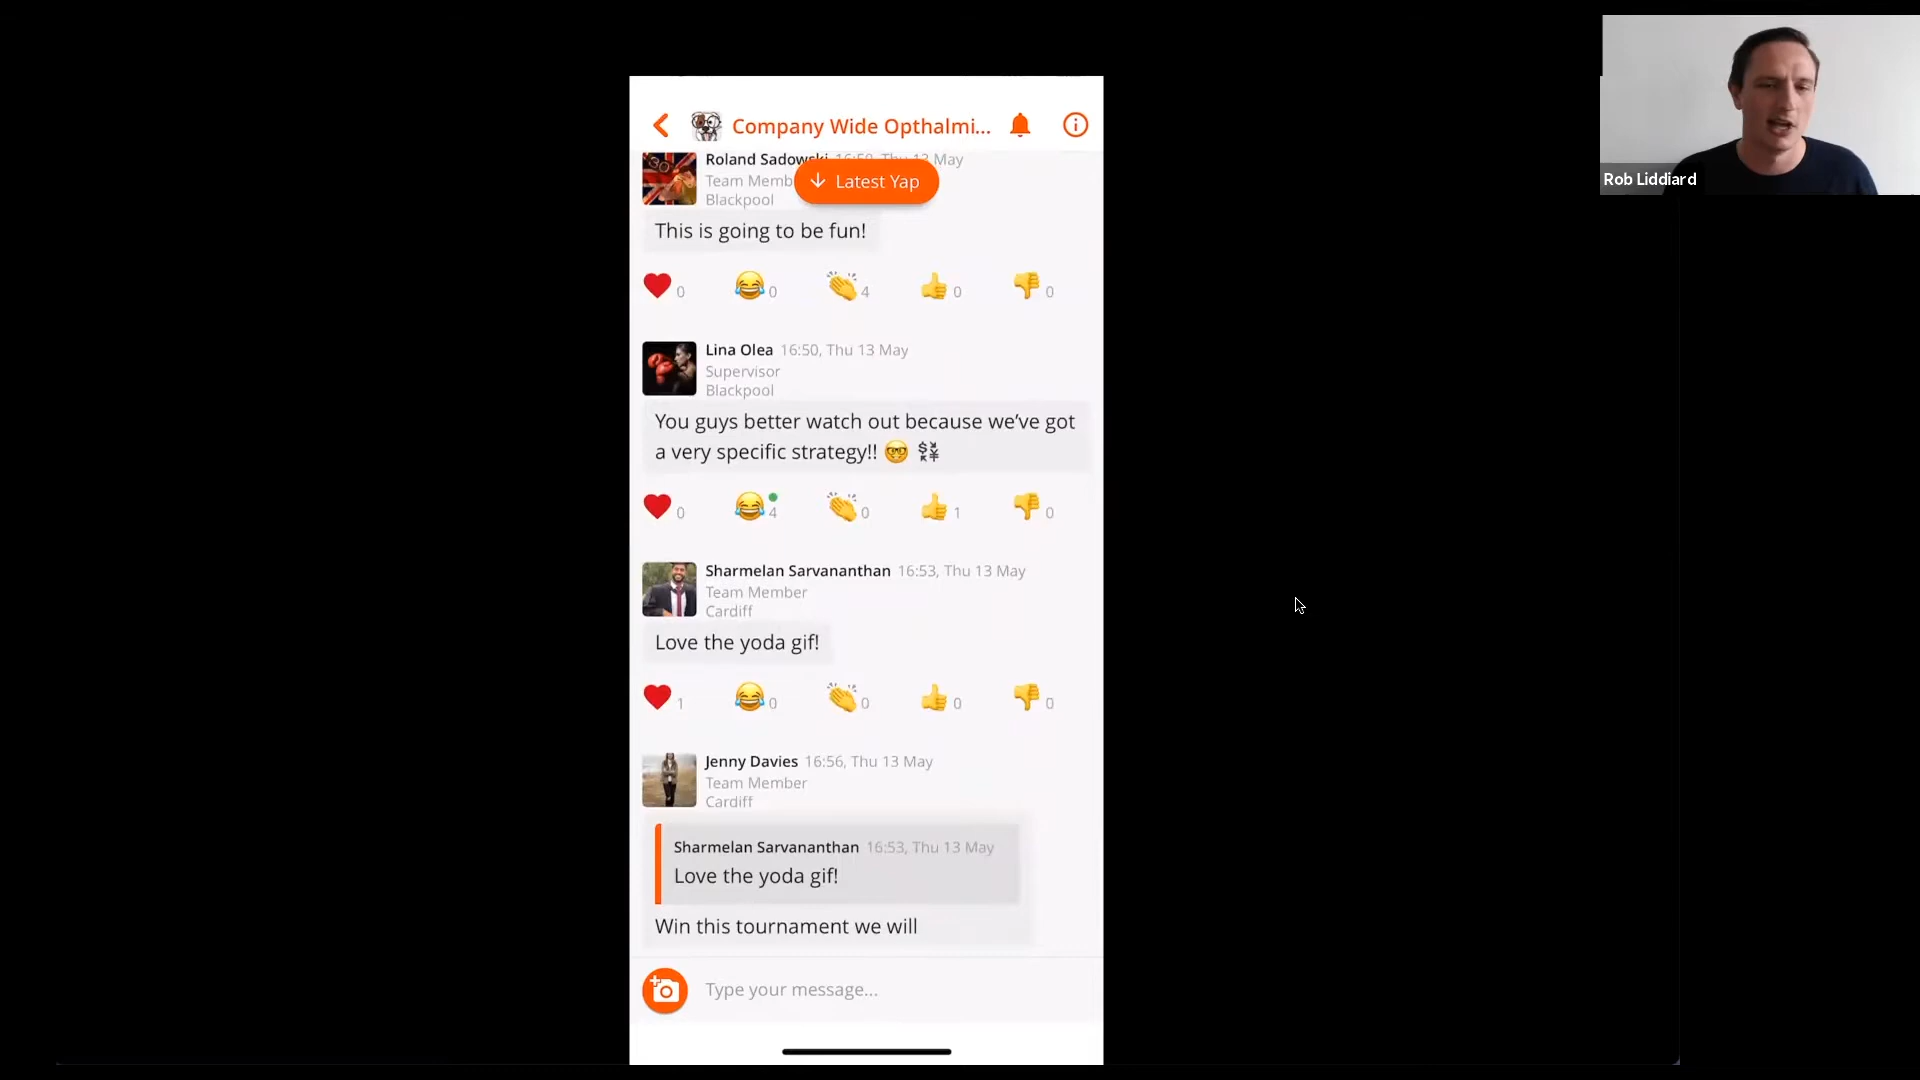 Company Wide Opthalmi...
Roland Sadowski 16:50, Thu 13 May
Team Memb
Blackpool
↓ Latest Yap
This is going to be fun!
0 0 4 0 0
Lina Olea 16:50, Thu 13 May
Supervisor
Blackpool
You guys better watch out because we’ve got
a very specific strategy!! 🤓 💱
0 4 0 1 0
Sharmelan Sarvananthan 16:53, Thu 13 May
Team Member
Cardiff
Love the yoda gif!
1 0 0 0 0
Jenny Davies 16:56, Thu 13 May
Team Member
Cardiff
Sharmelan Sarvananthan 16:53, Thu 13 May
Love the yoda gif!
Win this tournament we will
Type your message...
Rob Liddiard